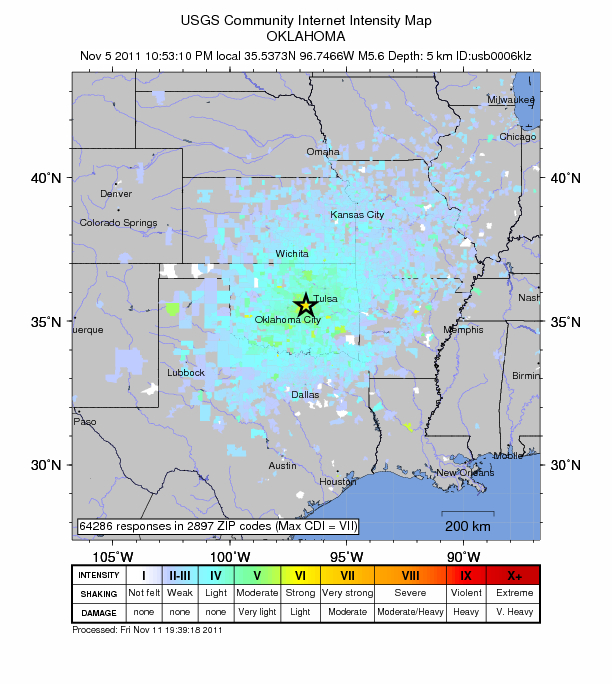 USGS Community Internet Intensity Map
OKLAHOMA
Nov 5 2011 10:53:10 PM local 35.5373N 96.7466W M5.6 Depth: 5 km ID:usb0006klz
Milwaukee
Chicago
Omaha
40°N
40°N
Denver
Colorado Springs
Kansas City
Wichita
Tulsa
Nash
35°N
Oklahoma City
35°N
uerque
Memphis
Lubbock
Birmin
Dallas
Paso
Mobile
30°N
Austin
30°N
New Orleans
Houston
64286 responses in 2897 ZIP codes (Max CDI = VII)
200 km
105°W
100°W
95°W
90°W
INTENSITY I II-III IV V VI VII VIII IX X+
SHAKING Not felt Weak Light Moderate Strong Very strong Severe Violent Extreme
DAMAGE none none none Very light Light Moderate Moderate/Heavy Heavy V. Heavy
Processed: Fri Nov 11 19:39:18 2011